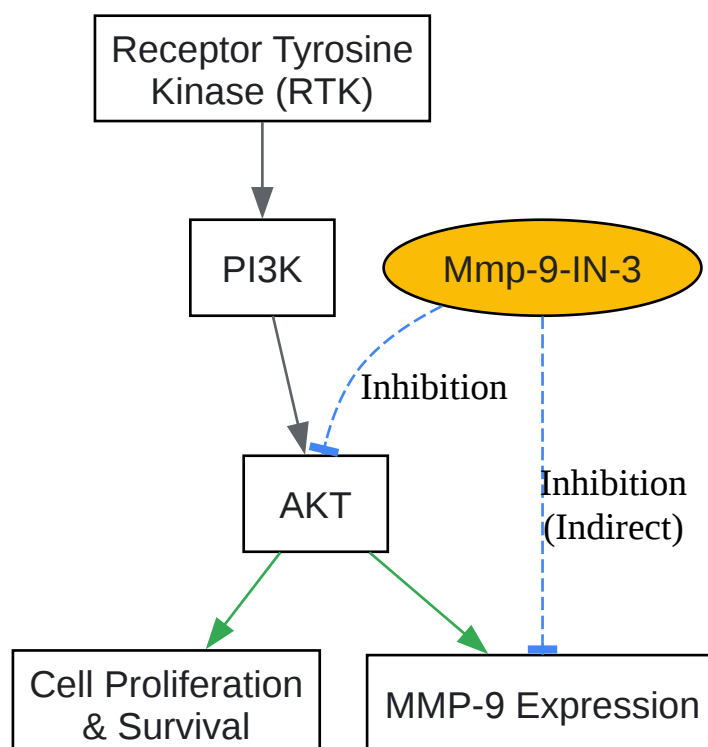 Receptor Tyrosine
Kinase (RTK)
PI3K
Mmp-9-IN-3
Inhibition
Inhibition
(Indirect)
AKT
Cell Proliferation
& Survival
MMP-9 Expression